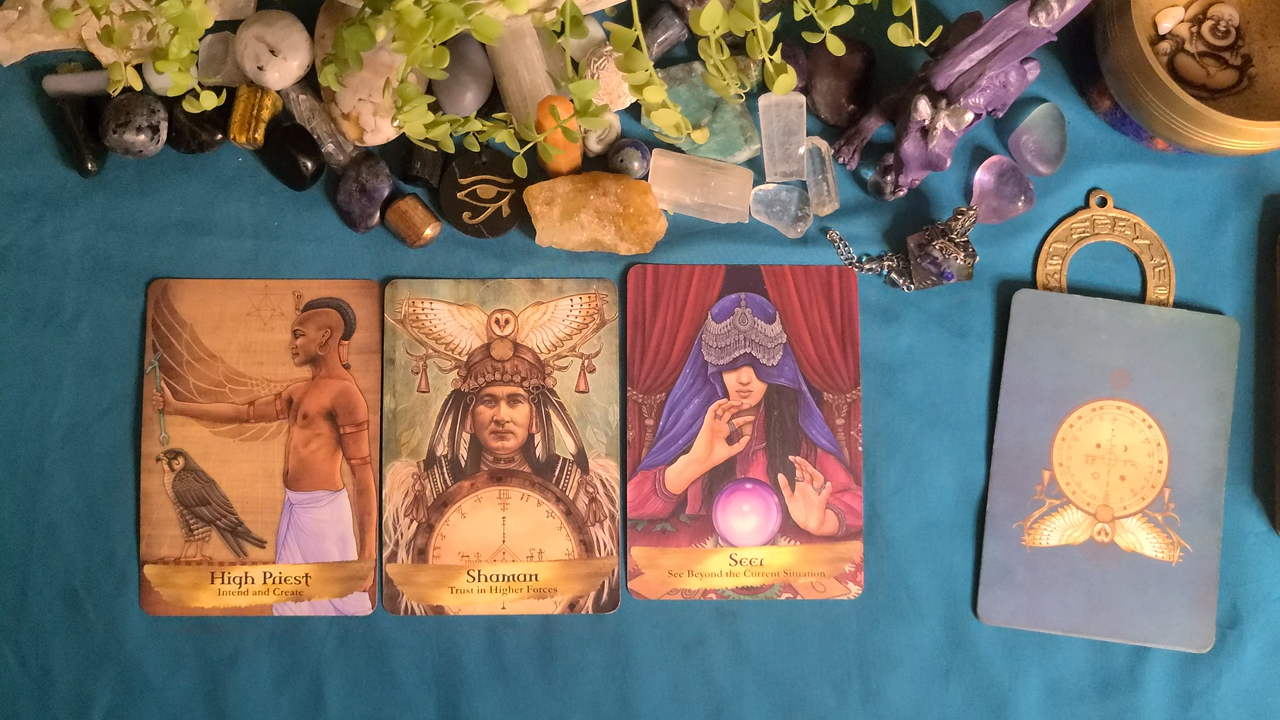 High Priest
Intend and Create
Shaman
Trust in Higher Forces
Seer
See Beyond the Current Situation